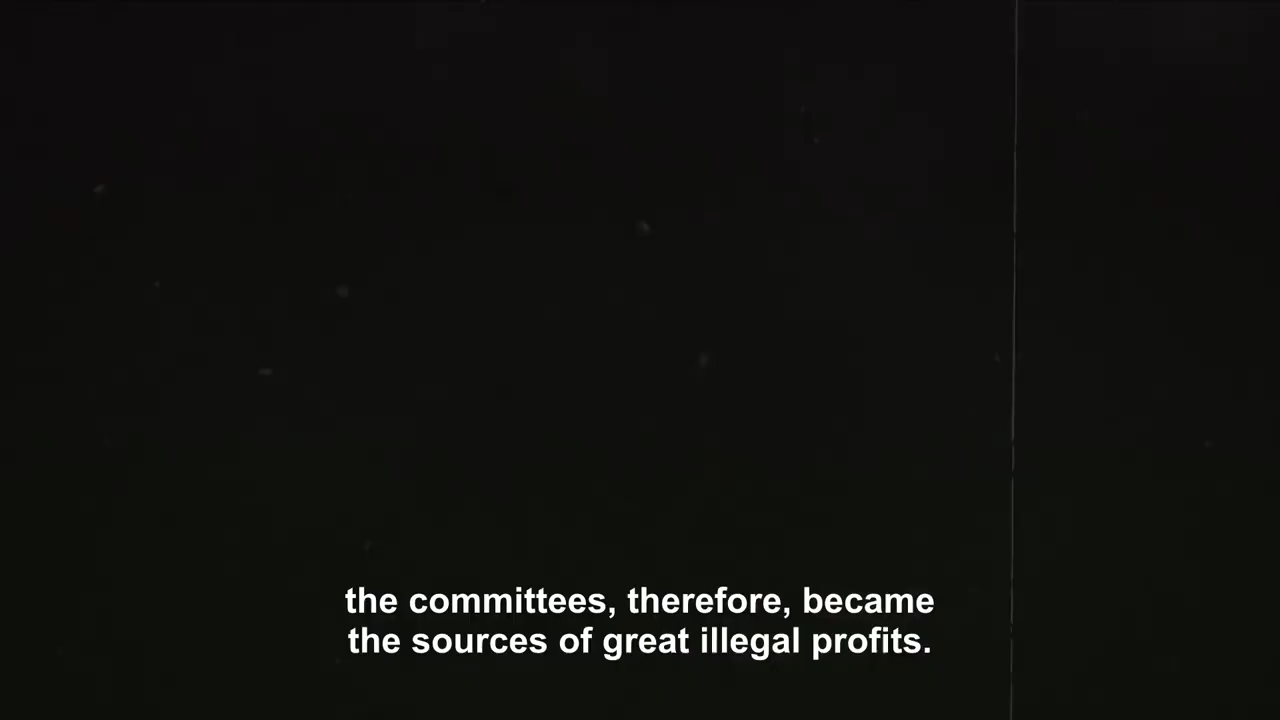 the committees, therefore, became
the sources of great illegal profits.